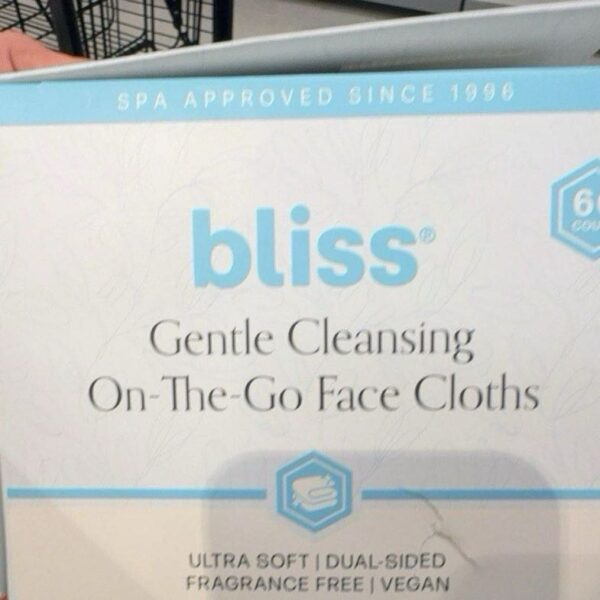 SPA APPROVED SINCE 1996
bliss®
Gentle Cleansing
On-The-Go Face Cloths
ULTRA SOFT | DUAL-SIDED
FRAGRANCE FREE | VEGAN